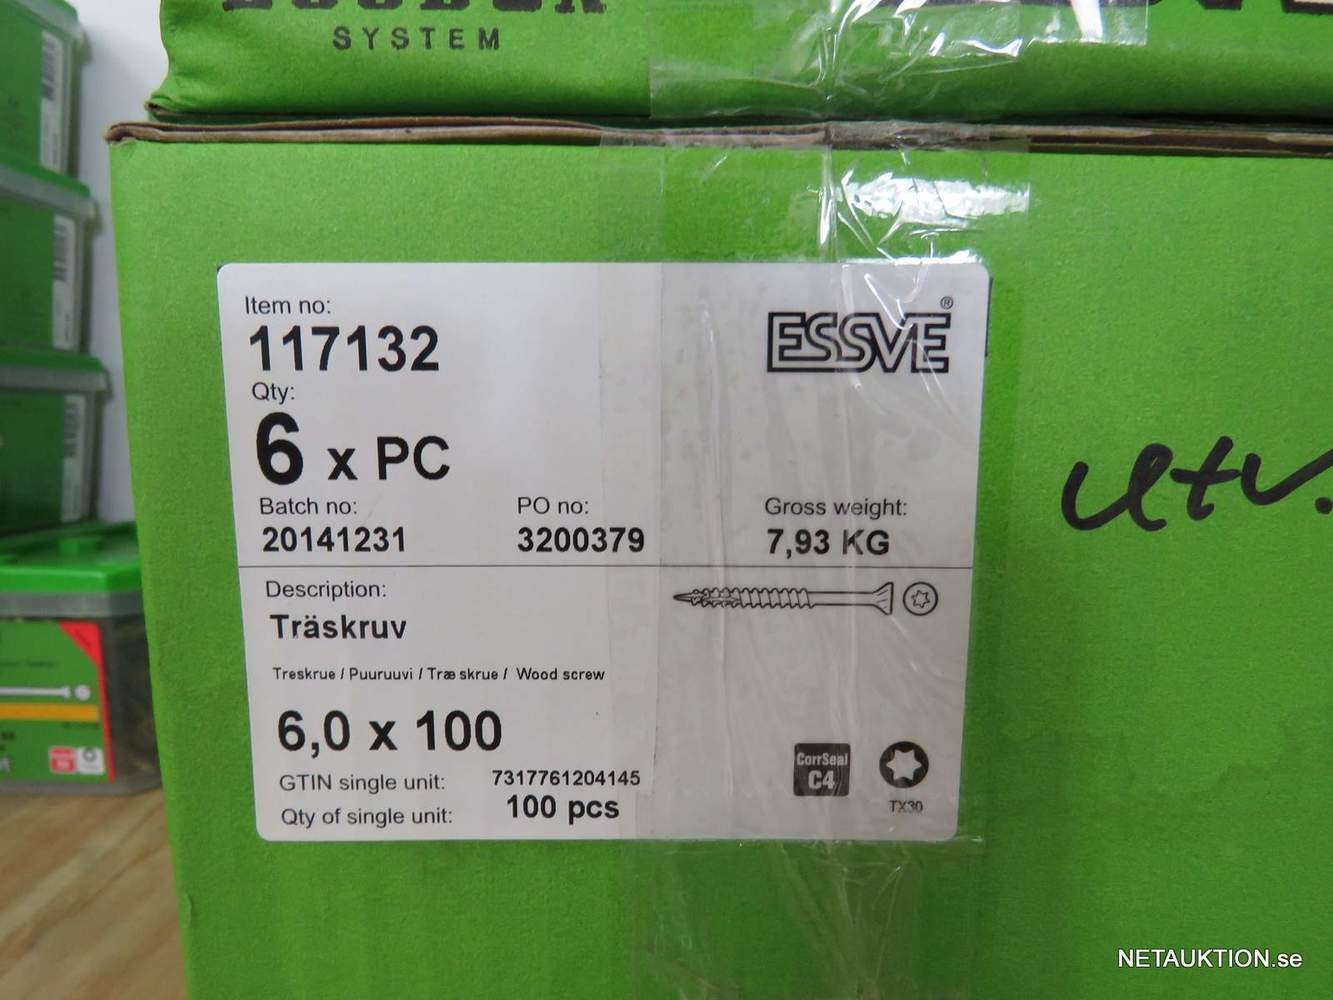 SYSTEM
Item no:
117132
ESSVE®
Qty:
6 x PC
Batch no: PO no: Gross weight:
20141231 3200379 7,93 KG
Description:
Träskruv
Treskrue / Puuruuvi / Træ skrue / Wood screw
6,0 x 100
GTIN single unit: 7317761204145
Qty of single unit: 100 pcs
CorrSeal
C4
TX30
utv.
NETAUKTION.se